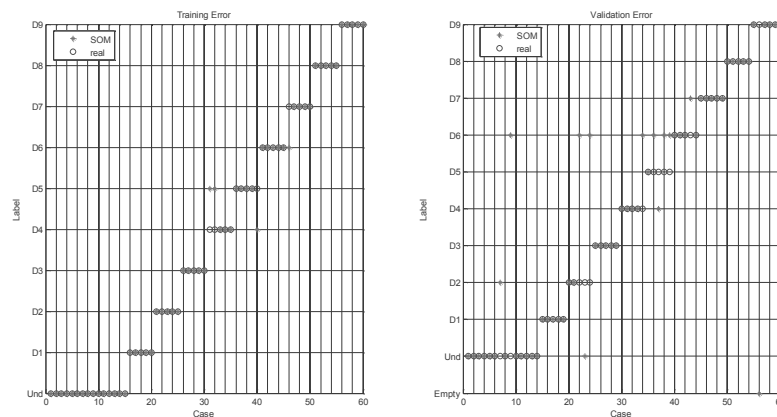 Training Error
SOM
real
D9
D8
D7
D6
D5
D4
D3
D2
D1
Und
Label
0
10
20
30
40
50
60
Case
Validation Error
SOM
real
D9
D8
D7
D6
D5
D4
D3
D2
D1
Und
Empty
Label
0
10
20
30
40
50
Case